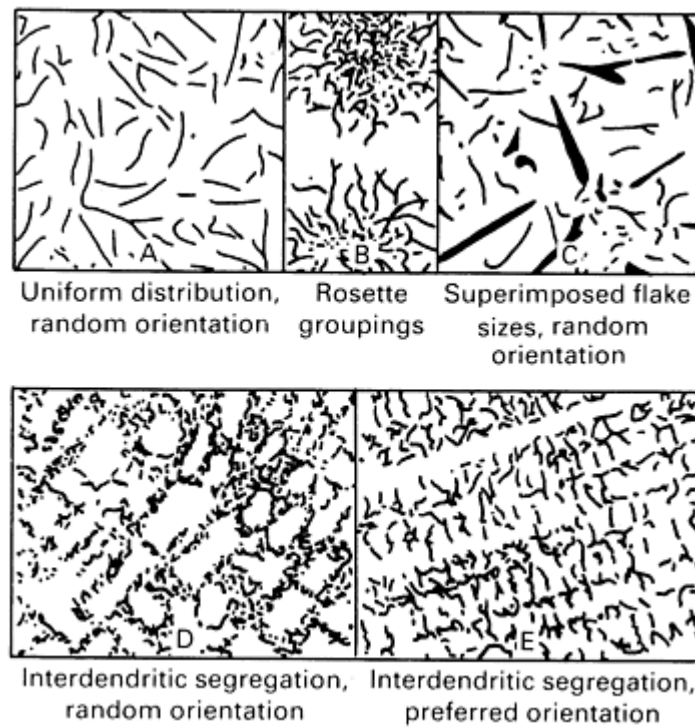 A
B
C
Uniform distribution,
random orientation
Rosette
groupings
Superimposed flake
sizes, random
orientation
D
E
Interdendritic segregation,
random orientation
Interdendritic segregation,
preferred orientation